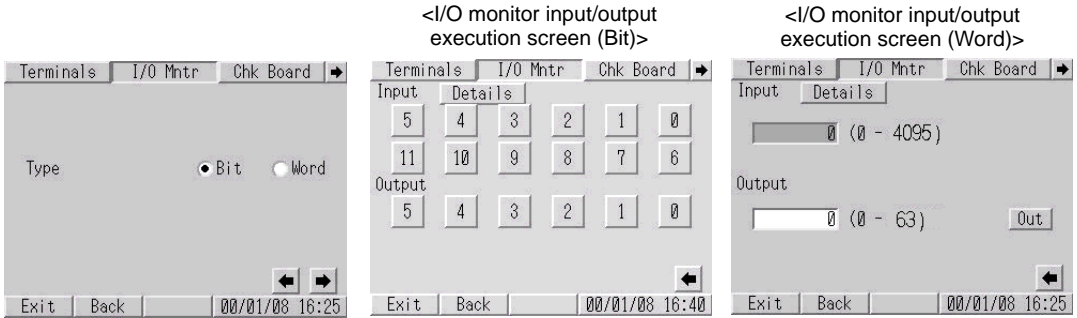 <I/O monitor input/output
execution screen (Bit)>
<I/O monitor input/output
execution screen (Word)>
Terminals I/O Mntr Chk Board
Type Bit Word
Exit Back 00/01/08 16:25
Terminals I/O Mntr Chk Board
Input Details
5 4 3 2 1 0
11 10 9 8 7 6
Output
5 4 3 2 1 0
Exit Back 00/01/08 16:40
Terminals I/O Mntr Chk Board
Input Details
0 (0 - 4095)
Output
0 (0 - 63) Out
Exit Back 00/01/08 16:25